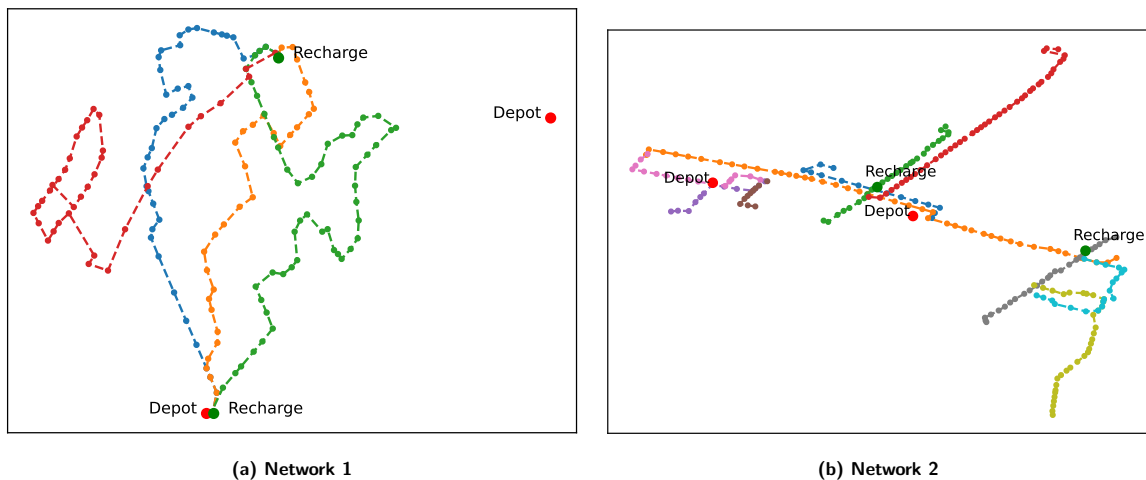 Recharge
Depot
Depot
Recharge
(a) Network 1
Recharge
Depot
Depot
Recharge
(b) Network 2